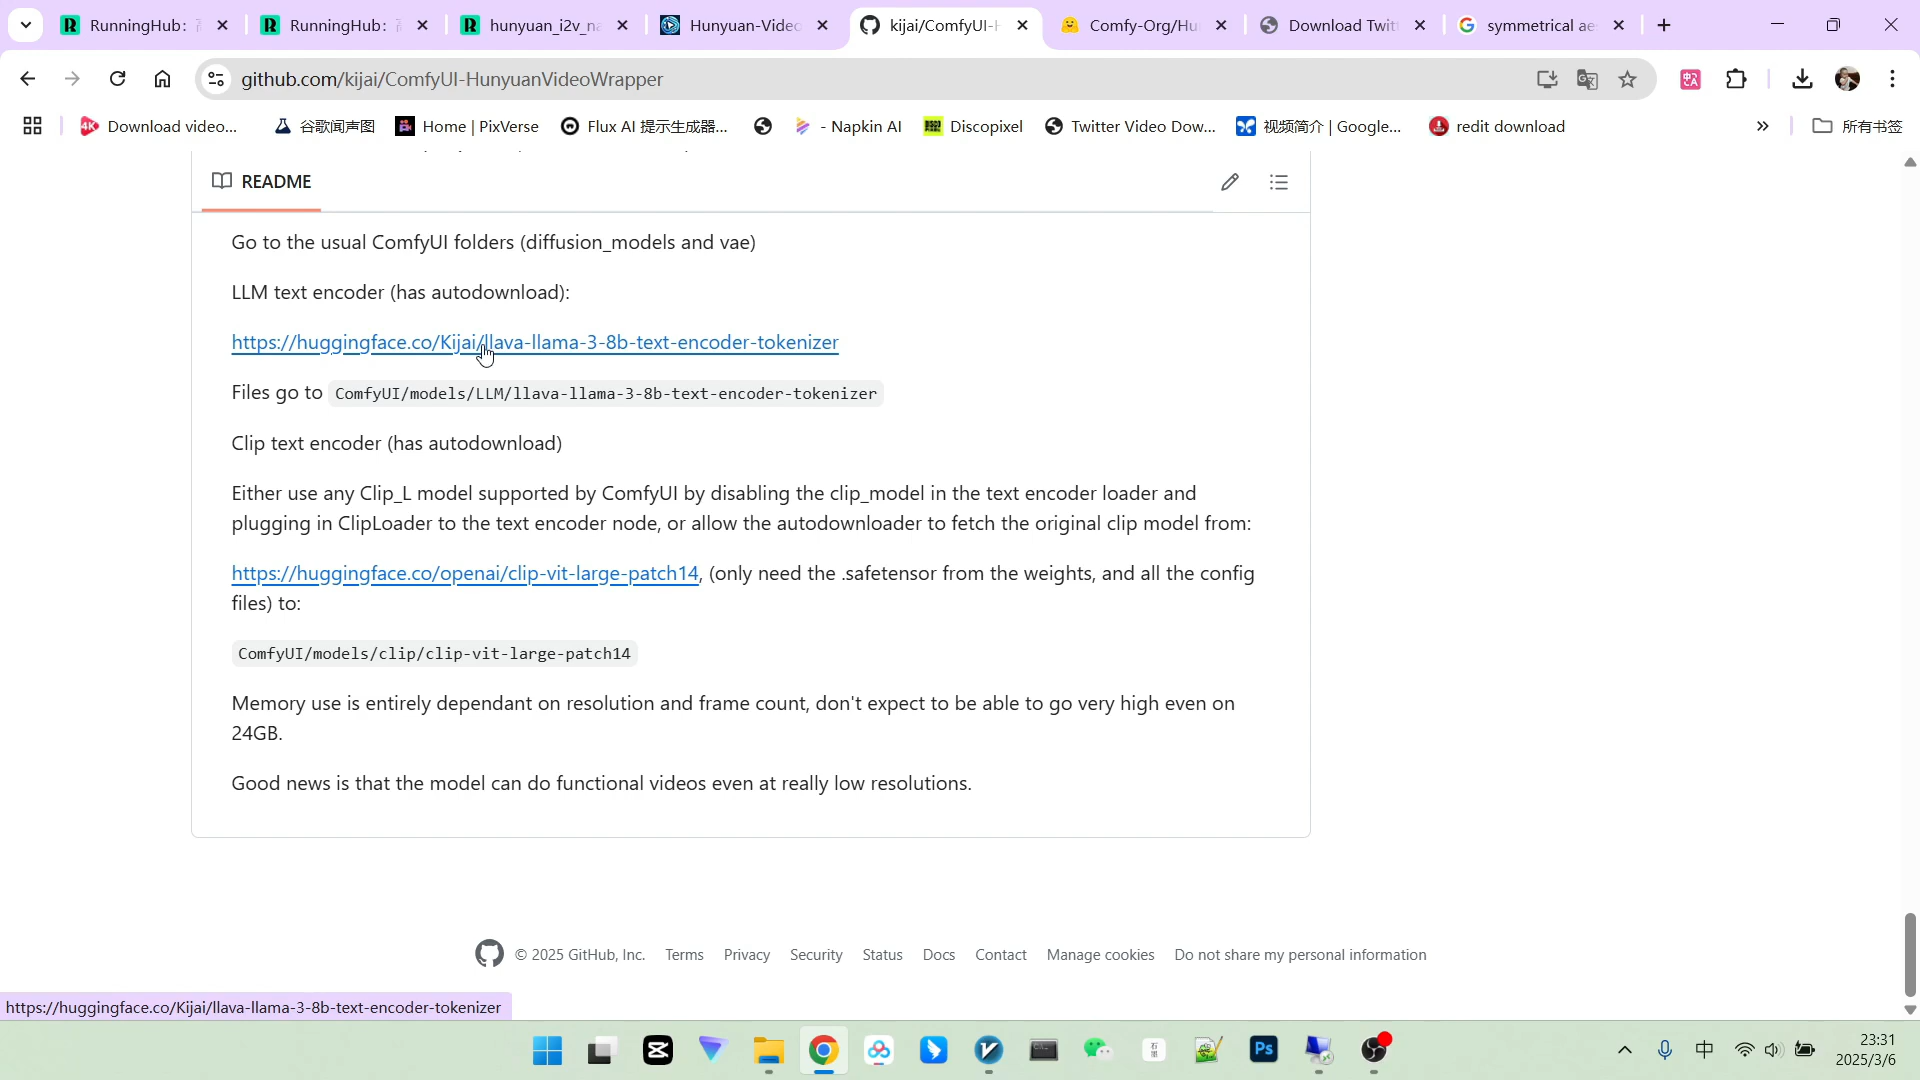 RunningHub:
RunningHub:
hunyuan_i2v_na
Hunyuan-Video
kijai/ComfyUI-H
Comfy-Org/Hu
Download Twit
symmetrical ae
github.com/kijai/ComfyUI-HunyuanVideoWrapper
Download video...
谷歌闻声图
Home | PixVerse
Flux AI 提示生成器...
- Napkin AI
Discopixel
Twitter Video Dow...
视频简介 | Google...
redit download
所有书签
README
Go to the usual ComfyUI folders (diffusion_models and vae)
LLM text encoder (has autodownload):
https://huggingface.co/Kijai/llava-llama-3-8b-text-encoder-tokenizer
Files go to ComfyUI/models/LLM/llava-llama-3-8b-text-encoder-tokenizer
Clip text encoder (has autodownload)
Either use any Clip_L model supported by ComfyUI by disabling the clip_model in the text encoder loader and
plugging in ClipLoader to the text encoder node, or allow the autodownloader to fetch the original clip model from:
https://huggingface.co/openai/clip-vit-large-patch14, (only need the .safetensor from the weights, and all the config
files) to:
ComfyUI/models/clip/clip-vit-large-patch14
Memory use is entirely dependant on resolution and frame count, don't expect to be able to go very high even on
24GB.
Good news is that the model can do functional videos even at really low resolutions.
© 2025 GitHub, Inc.
Terms
Privacy
Security
Status
Docs
Contact
Manage cookies
Do not share my personal information
https://huggingface.co/Kijai/llava-llama-3-8b-text-encoder-tokenizer
Ps
中
23:31
2025/3/6